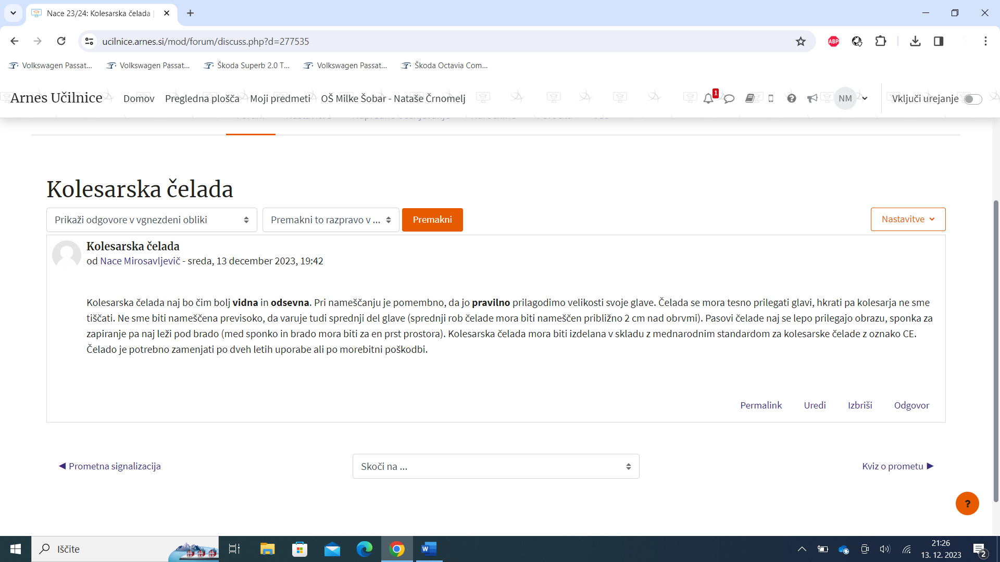 Nace 23/24: Kolesarska čelada |
ucilnice.arnes.si/mod/forum/discuss.php?d=277535
ABP
Volkswagen Passat...
Volkswagen Passat...
Škoda Superb 2.0 T...
Volkswagen Passat...
Škoda Octavia Com...
Arnes Učilnice
Domov
Pregledna plošča
Moji predmeti
OŠ Milke Šobar - Nataše Črnomelj
1
NM
Vključi urejanje
Kolesarska čelada
Prikaži odgovore v vgnezdeni obliki
Premakni to razpravo v ...
Premakni
Nastavitve
Kolesarska čelada
od Nace Mirosavljevič - sreda, 13 december 2023, 19:42
Kolesarska čelada naj bo čim bolj vidna in odsevna. Pri nameščanju je pomembno, da jo pravilno prilagodimo velikosti svoje glave. Čelada se mora tesno prilegati glavi, hkrati pa kolesarja ne sme
tiščati. Ne sme biti nameščena previsoko, da varuje tudi sprednji del glave (sprednji rob čelade mora biti nameščen približno 2 cm nad obrvmi). Pasovi čelade naj se lepo prilegajo obrazu, sponka za
zapiranje pa naj leži pod brado (med sponko in brado mora biti za en prst prostora). Kolesarska čelada mora biti izdelana v skladu z mednarodnim standardom za kolesarske čelade z oznako CE.
Čelado je potrebno zamenjati po dveh letih uporabe ali po morebitni poškodbi.
Permalink
Uredi
Izbriši
Odgovor
◀ Prometna signalizacija
Skoči na ...
Kviz o prometu ▶
?
Iščite
W
21:26
13. 12. 2023
2